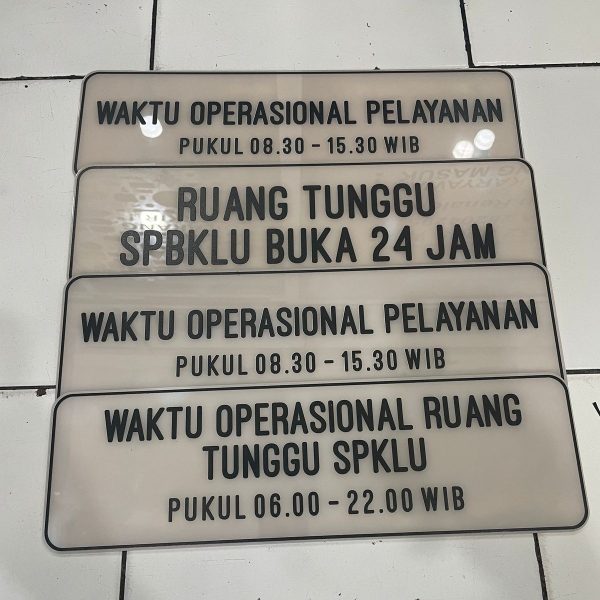 WAKTU OPERASIONAL PELAYANAN
PUKUL 08.30 - 15.30 WIB
RUANG TUNGGU
SPBKLU BUKA 24 JAM
WAKTU OPERASIONAL PELAYANAN
PUKUL 08.30 - 15.30 WIB
WAKTU OPERASIONAL RUANG
TUNGGU SPKLU
PUKUL 06.00 - 22.00 WIB